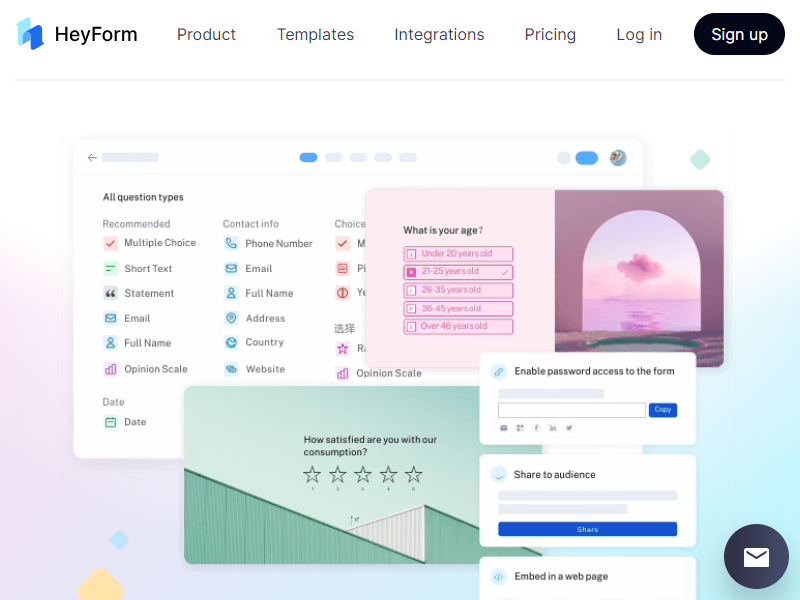 HeyForm
Product
Templates
Integrations
Pricing
Log in
Sign up
All question types
Recommended
Multiple Choice
Short Text
Statement
Email
Full Name
Opinion Scale
Date
Date
Contact info
Phone Number
Email
Full Name
Address
Country
Website
Choice
选择
Opinion Scale
What is your age?
Under 20 years old
21-25 years old
26-35 years old
36-45 years old
Over 46 years old
How satisfied are you with our
consumption?
1 2 3 4 5
Enable password access to the form
Copy
Share to audience
Share
Embed in a web page